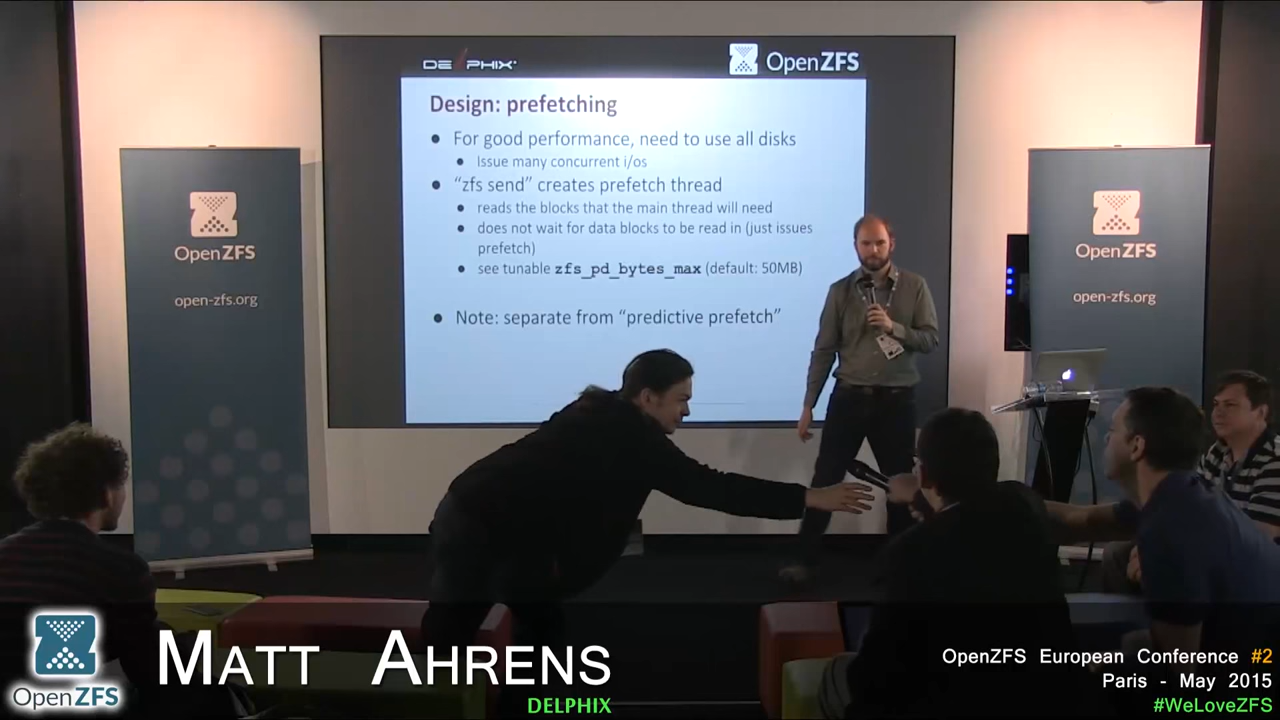 DELPHIX
OpenZFS
Design: prefetching
• For good performance, need to use all disks
• Issue many concurrent i/os
• “zfs send” creates prefetch thread
• reads the blocks that the main thread will need
• does not wait for data blocks to be read in (just issues
prefetch)
• see tunable zfs_pd_bytes_max (default: 50MB)
• Note: separate from “predictive prefetch”
OpenZFS
open-zfs.org
OpenZFS
open-zfs.org
OpenZFS
MATT AHRENS
DELPHIX
OpenZFS European Conference #2
Paris - May 2015
#WeLoveZFS